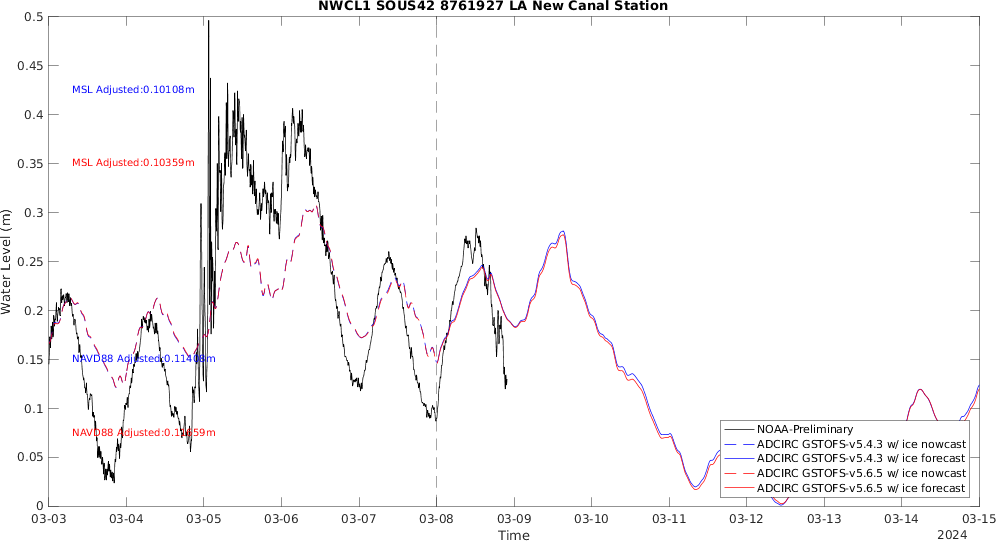 NWCL1 SOUS42 8761927 LA New Canal Station
0.5
0.45
0.4
0.35
0.3
0.25
0.2
0.15
0.1
0.05
0
Water Level (m)
MSL Adjusted:0.10108m
MSL Adjusted:0.10359m
NAVD88 Adjusted:0.11408m
NAVD88 Adjusted:0.11659m
NOAA-Preliminary
ADCIRC GSTOFS-v5.4.3 w/ ice nowcast
ADCIRC GSTOFS-v5.4.3 w/ ice forecast
ADCIRC GSTOFS-v5.6.5 w/ ice nowcast
ADCIRC GSTOFS-v5.6.5 w/ ice forecast
03-03 03-04 03-05 03-06 03-07 03-08 03-09 03-10 03-11 03-12 03-13 03-14 03-15
Time
2024